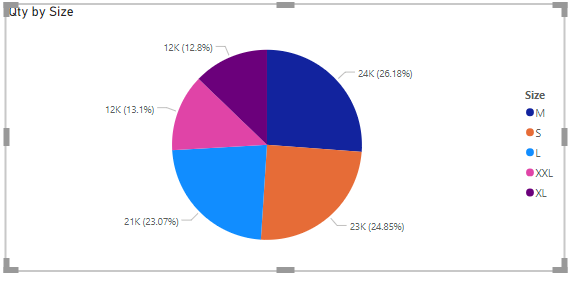 Qty by Size
12K (12.8%)
24K (26.18%)
12K (13.1%)
21K (23.07%)
23K (24.85%)
Size
M
S
L
XXL
XL